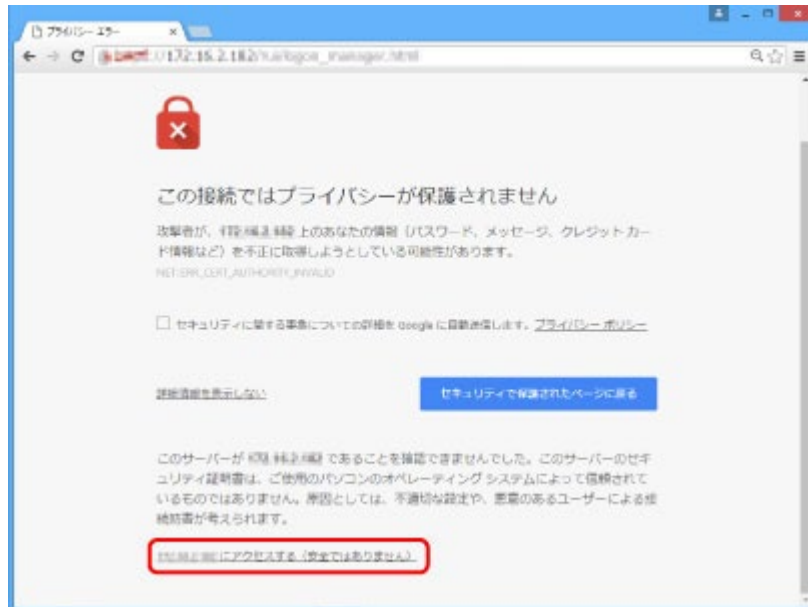 プライバシー エラー
172.16.2.182/rui/logon_manager.html
この接続ではプライバシーが保護されません
攻撃者が、 上のあなたの情報（パスワード、メッセージ、クレジット カー
ド情報など）を不正に取得しようとしている可能性があります。
NET::ERR_CERT_AUTHORITY_INVALID
セキュリティに関する事象についての詳細を Google に自動送信します。プライバシー ポリシー
詳細情報を表示しない
セキュリティで保護されたページに戻る
このサーバーが であることを確認できませんでした。このサーバーのセキ
ュリティ証明書は、ご使用のパソコンのオペレーティング システムによって信頼されて
いるものではありません。原因としては、不適切な設定や、悪意のあるユーザーによる接
続妨害が考えられます。
にアクセスする（安全ではありません）